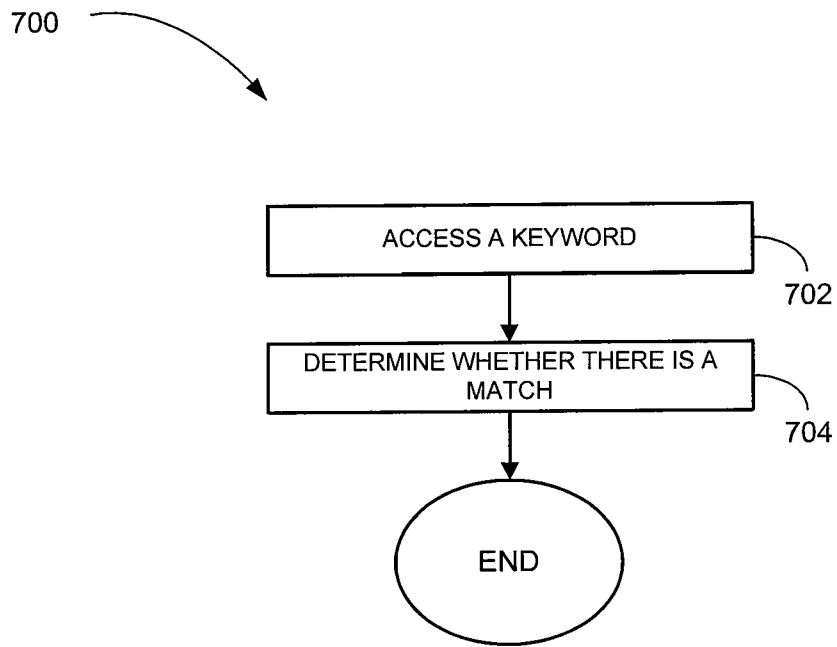 700
ACCESS A KEYWORD
702
DETERMINE WHETHER THERE IS A
MATCH
704
END